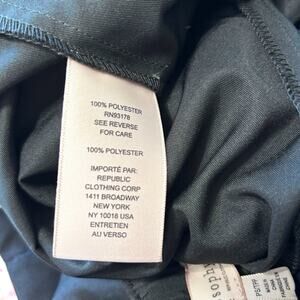 100% POLYESTER
RN93178
SEE REVERSE
FOR CARE
100% POLYESTER
IMPORTÉ PAR:
REPUBLIC
CLOTHING CORP
1411 BROADWAY
NEW YORK
NY 10018 USA
ENTRETIEN
AU VERSO